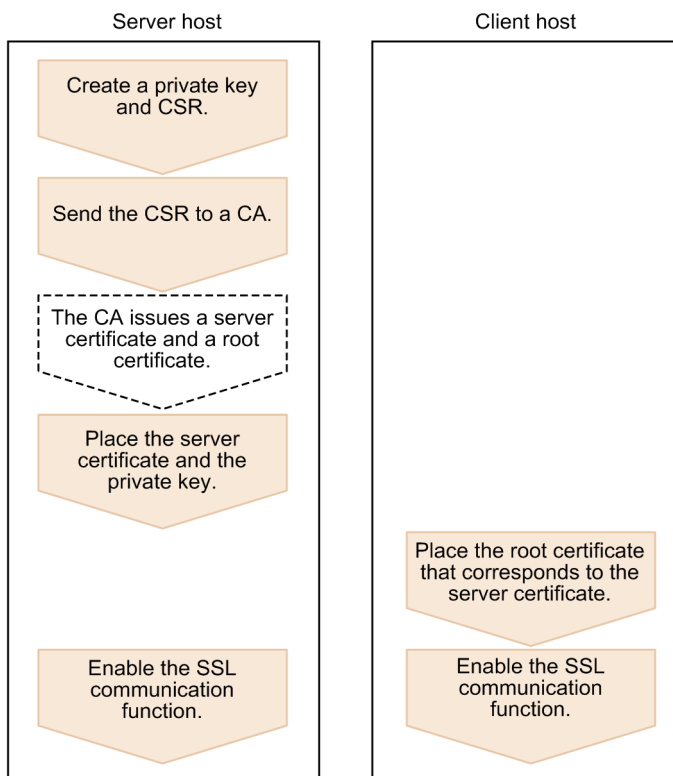 Server host
Create a private key
and CSR.
Send the CSR to a CA.
The CA issues a server
certificate and a root
certificate.
Place the server
certificate and the
private key.
Enable the SSL
communication
function.
Client host
Place the root certificate
that corresponds to the
server certificate.
Enable the SSL
communication
function.